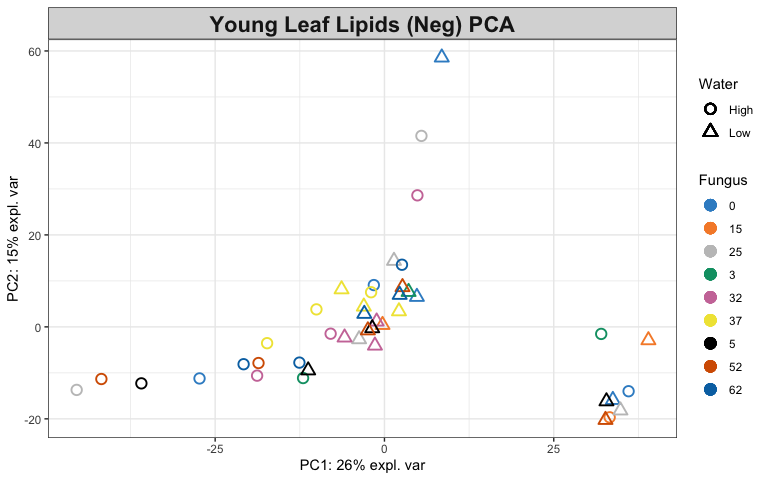 Young Leaf Lipids (Neg) PCA
PC2: 15% expl. var
60
40
20
0
-20
-25
0
25
PC1: 26% expl. var
Water
High
Low
Fungus
0
15
25
3
32
37
5
52
62